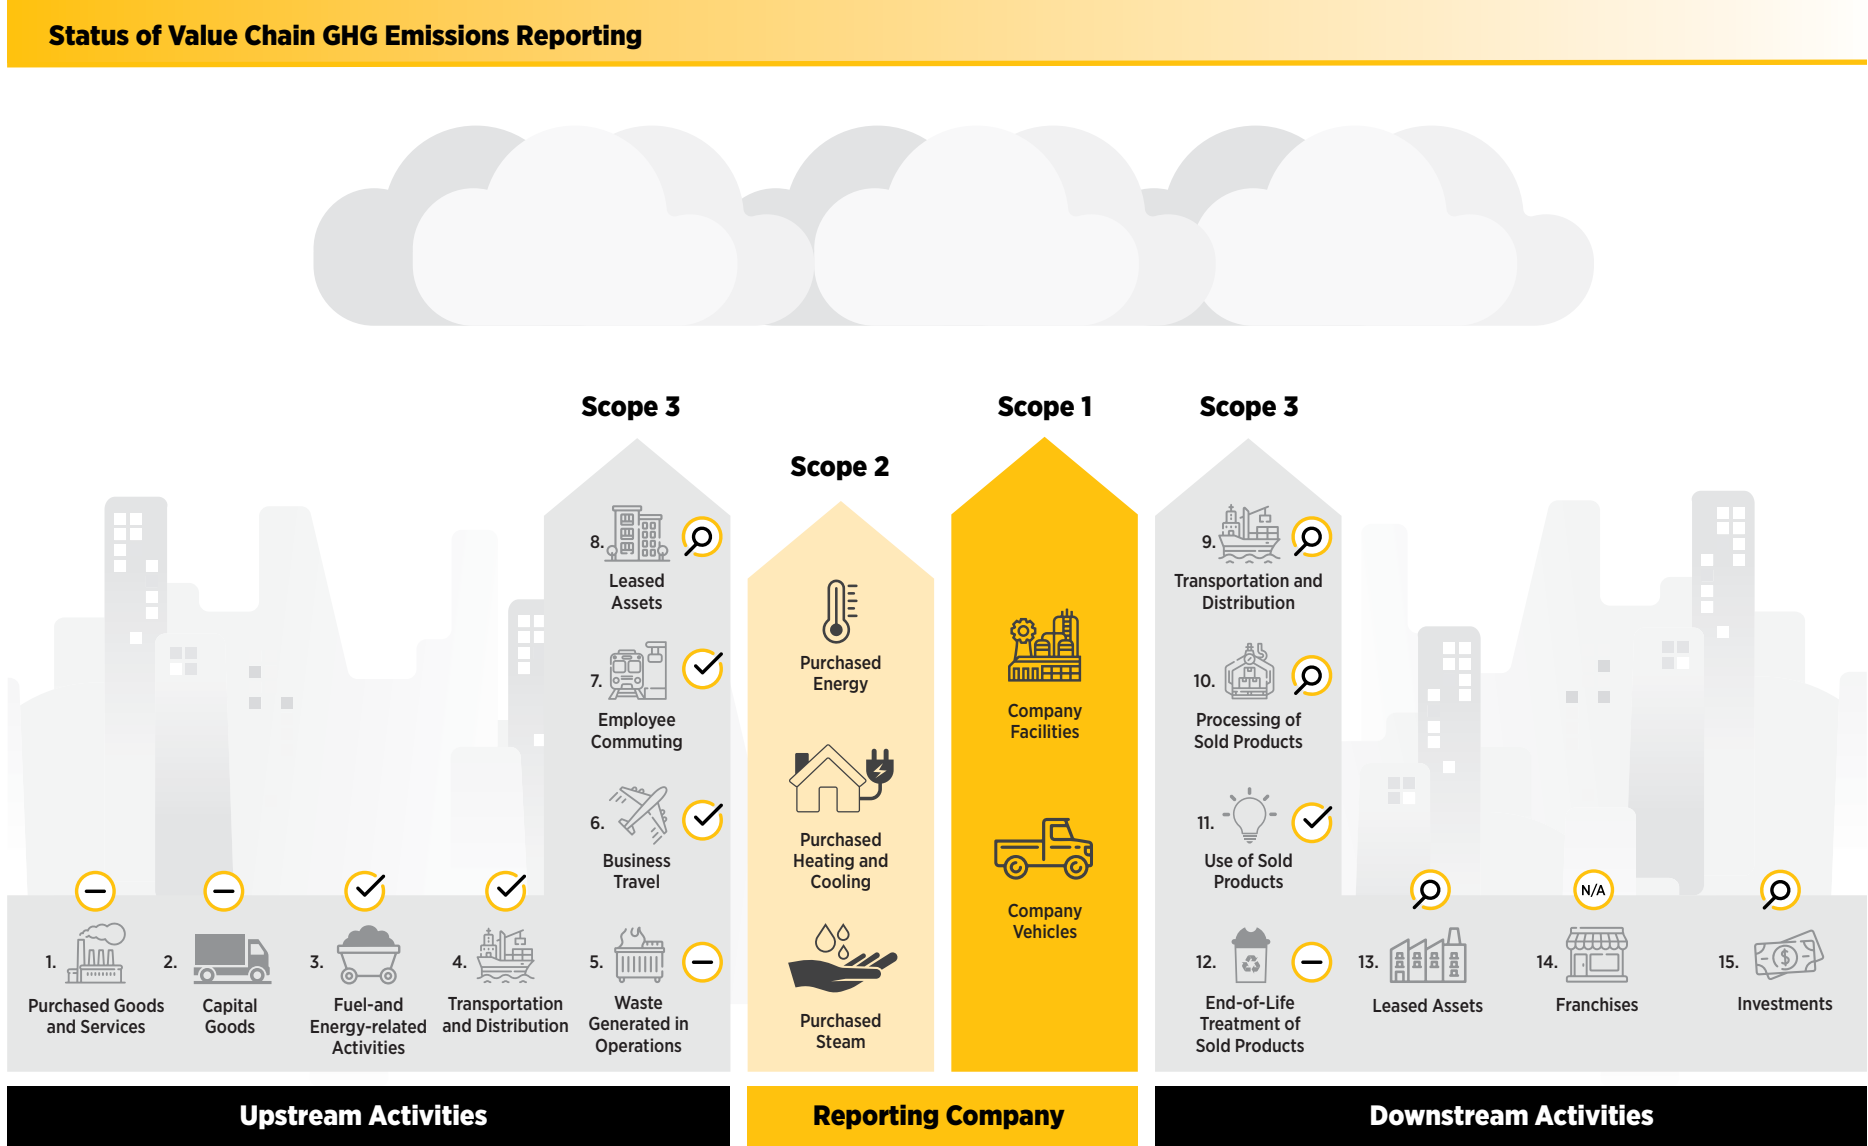 Status of Value Chain GHG Emissions Reporting
Scope 3
8.
Leased
Assets
7.
Employee
Commuting
6.
Business
Travel
1.
Purchased Goods
and Services
2.
Capital
Goods
3.
Fuel-and
Energy-related
Activities
4.
Transportation
and Distribution
5.
Waste
Generated in
Operations
Upstream Activities
Scope 2
Purchased
Energy
Purchased
Heating and
Cooling
Purchased
Steam
Scope 1
Company
Facilities
Company
Vehicles
Reporting Company
Scope 3
9.
Transportation and
Distribution
10.
Processing of
Sold Products
11.
Use of Sold
Products
12.
End-of-Life
Treatment of
Sold Products
13.
Leased Assets
N/A
14.
Franchises
15.
$
Investments
Downstream Activities